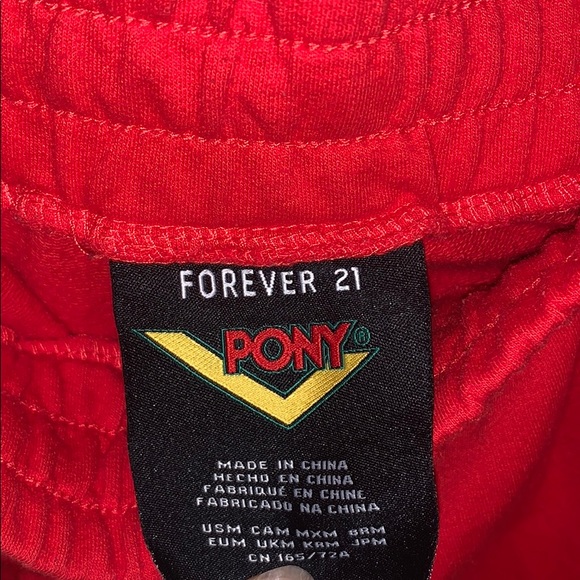 FOREVER 21
PONY®
MADE IN CHINA
HECHO EN CHINA
FABRIQUÉ EN CHINE
FABRICADO NA CHINA
USM CAM MXM BRM
EUM UKM KRM JPM
CN 165/72A